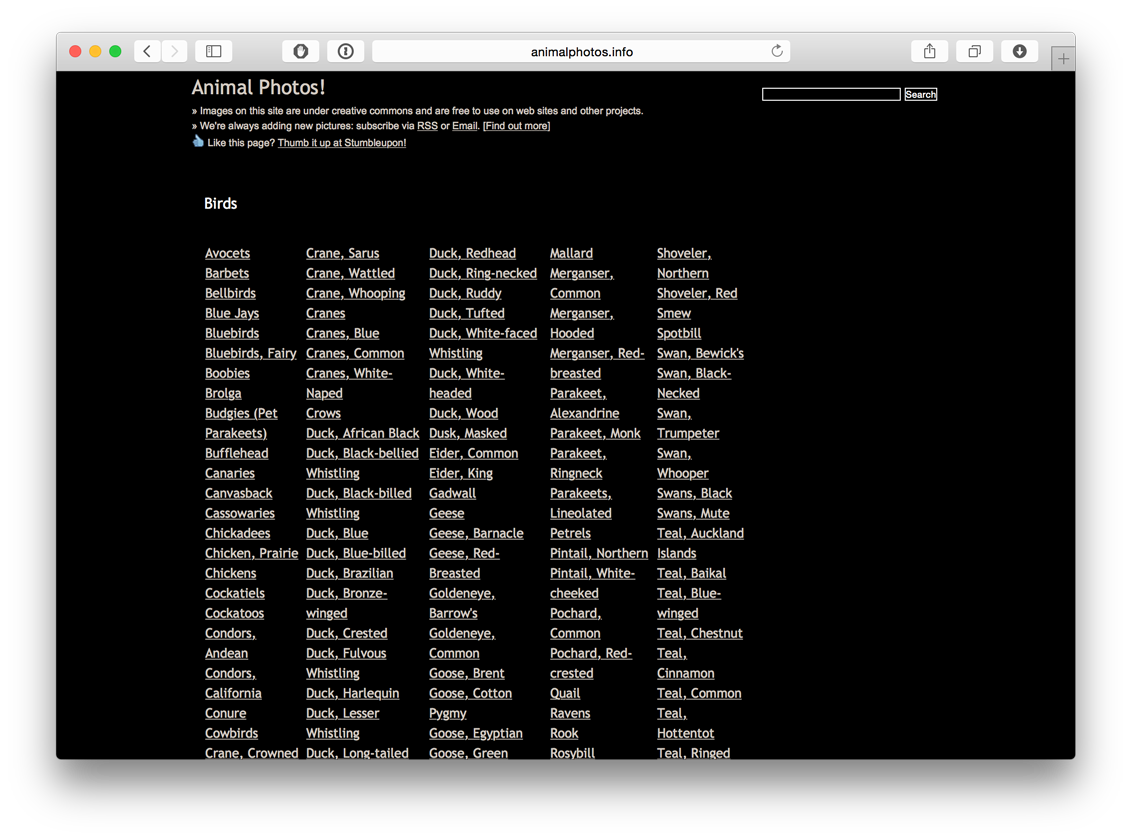 animalphotos.info
Animal Photos!
Search
» Images on this site are under creative commons and are free to use on web sites and other projects.
» We're always adding new pictures: subscribe via RSS or Email. [Find out more]
Like this page? Thumb it up at Stumbleupon!
Birds
Avocets
Barbets
Bellbirds
Blue Jays
Bluebirds
Bluebirds, Fairy
Boobies
Brolga
Budgies (Pet
Parakeets)
Bufflehead
Canaries
Canvasback
Cassowaries
Chickadees
Chicken, Prairie
Chickens
Cockatiels
Cockatoos
Condors,
Andean
Condors,
California
Conure
Cowbirds
Crane, Crowned
Crane, Sarus
Crane, Wattled
Crane, Whooping
Cranes
Cranes, Blue
Cranes, Common
Cranes, White-
Naped
Crows
Duck, African Black
Duck, Black-bellied
Whistling
Duck, Black-billed
Whistling
Duck, Blue
Duck, Blue-billed
Duck, Brazilian
Duck, Bronze-
winged
Duck, Crested
Duck, Fulvous
Whistling
Duck, Harlequin
Duck, Lesser
Whistling
Duck, Long-tailed
Duck, Redhead
Duck, Ring-necked
Duck, Ruddy
Duck, Tufted
Duck, White-faced
Whistling
Duck, White-
headed
Duck, Wood
Dusk, Masked
Eider, Common
Eider, King
Gadwall
Geese
Geese, Barnacle
Geese, Red-
Breasted
Goldeneye,
Barrow's
Goldeneye,
Common
Goose, Brent
Goose, Cotton
Pygmy
Goose, Egyptian
Goose, Green
Mallard
Merganser,
Common
Merganser,
Hooded
Merganser, Red-
breasted
Parakeet,
Alexandrine
Parakeet, Monk
Parakeet,
Ringneck
Parakeets,
Lineolated
Petrels
Pintail, Northern
Pintail, White-
cheeked
Pochard,
Common
Pochard, Red-
crested
Quail
Ravens
Rook
Rosybill
Shoveler,
Northern
Shoveler, Red
Smew
Spotbill
Swan, Bewick's
Swan, Black-
Necked
Swan,
Trumpeter
Swan,
Whooper
Swans, Black
Swans, Mute
Teal, Auckland
Islands
Teal, Baikal
Teal, Blue-
winged
Teal, Chestnut
Teal,
Cinnamon
Teal, Common
Teal,
Hottentot
Teal, Ringed